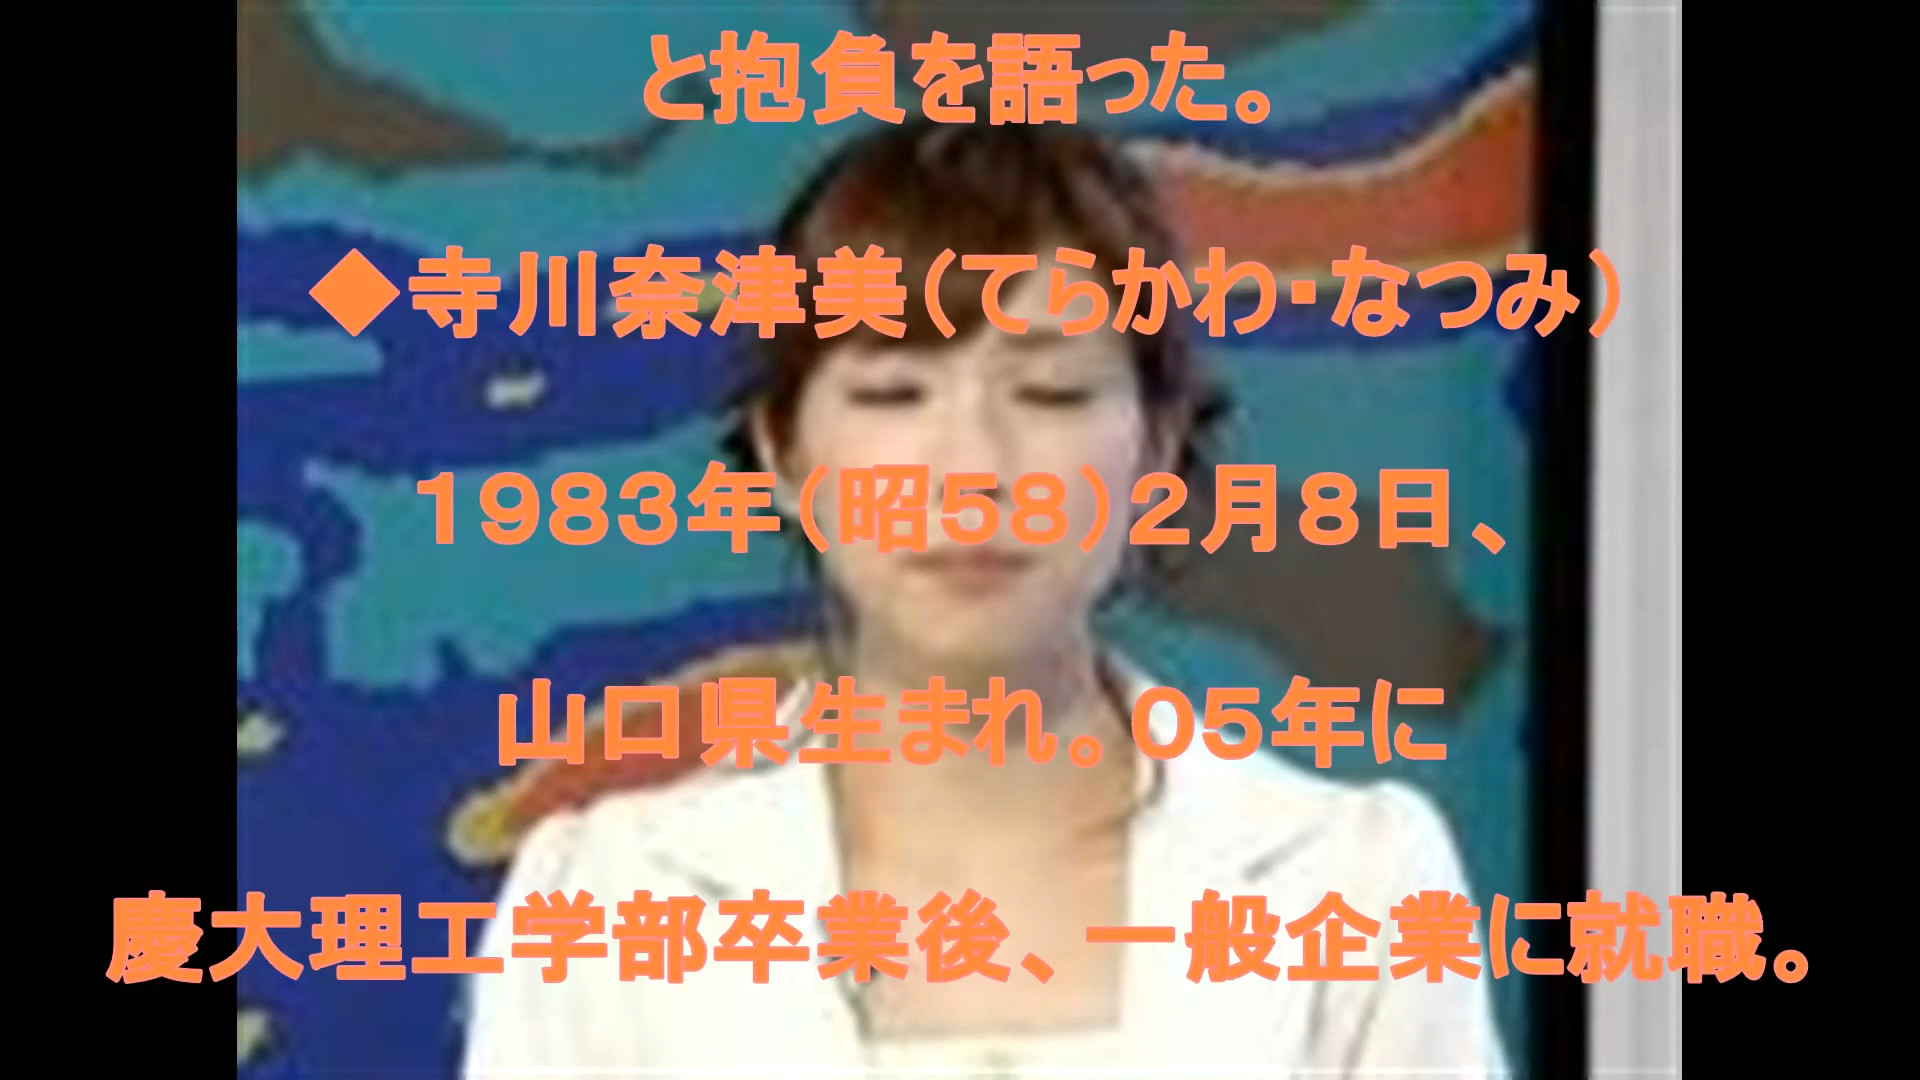 と抱負を語った。
◆寺川奈津美（てらかわ・なつみ）
１９８３年（昭５８）２月８日、
山口県生まれ。０５年に
慶大理工学部卒業後、一般企業に就職。